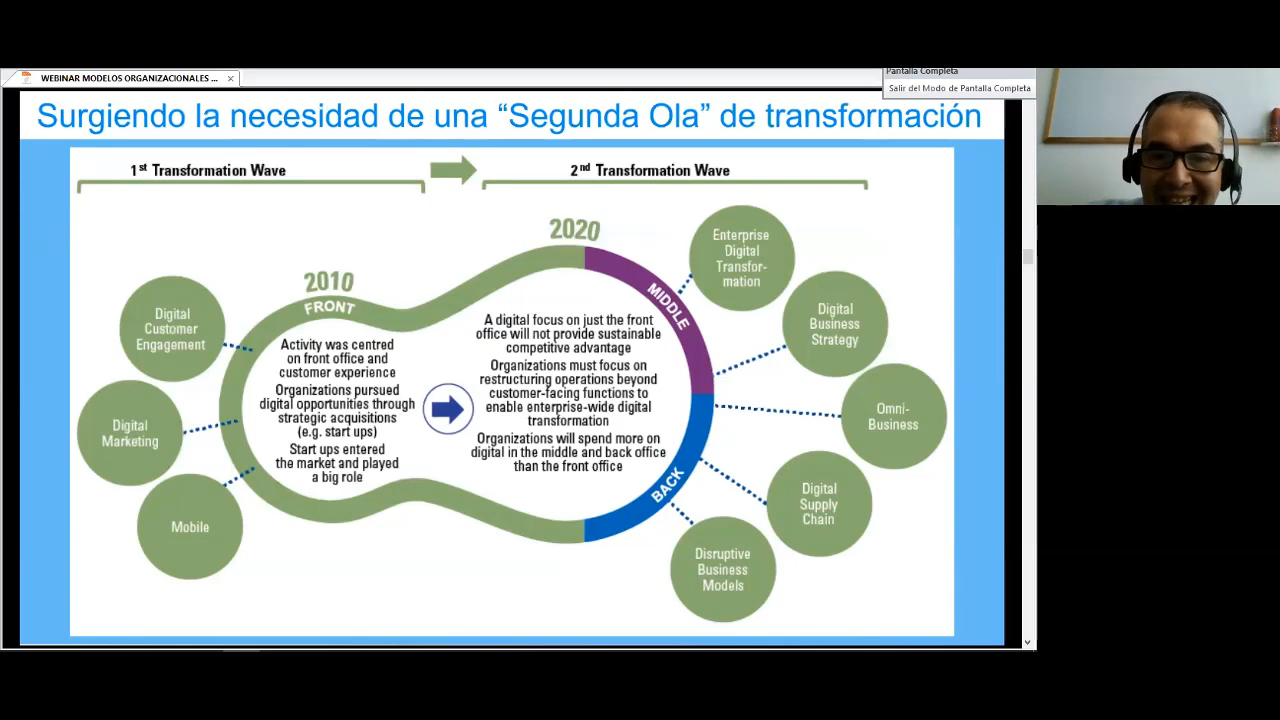 WEBINAR MODELOS ORGANIZACIONALES ...
Pantalla Completa
Salir del Modo de Pantalla Completa
Surgiendo la necesidad de una “Segunda Ola” de transformación
1st Transformation Wave
2nd Transformation Wave
2010
FRONT
Digital
Customer
Engagement
Digital
Marketing
Mobile
Activity was centred
on front office and
customer experience
Organizations pursued
digital opportunities through
strategic acquisitions
(e.g. start ups)
Start ups entered
the market and played
a big role
2020
MIDDLE
BACK
A digital focus on just the front
office will not provide sustainable
competitive advantage
Organizations must focus on
restructuring operations beyond
customer-facing functions to
enable enterprise-wide digital
transformation
Organizations will spend more on
digital in the middle and back office
than the front office
Enterprise
Digital
Transfor-
mation
Digital
Business
Strategy
Omni-
Business
Digital
Supply
Chain
Disruptive
Business
Models